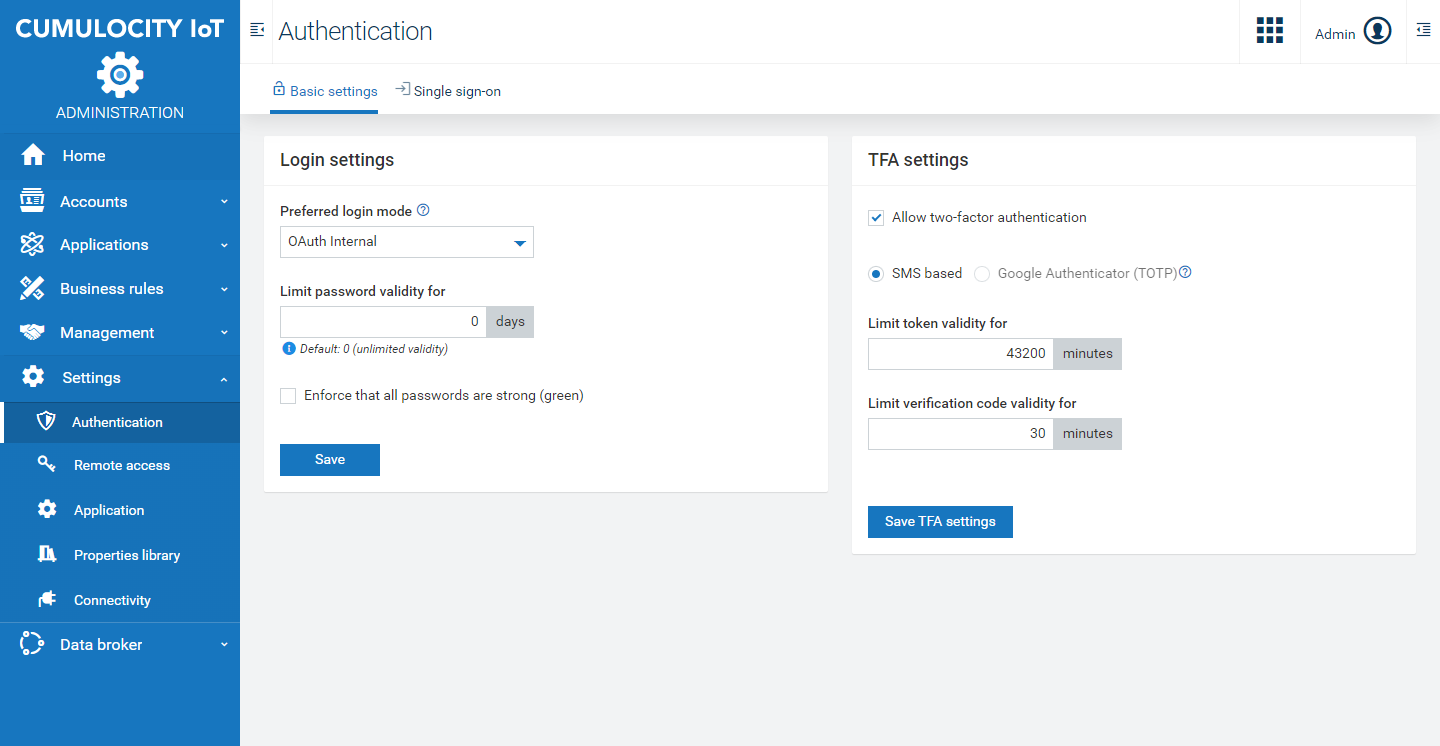 CUMULOCITY IoT
ADMINISTRATION
Home
Accounts
Applications
Business rules
Management
Settings
Authentication
Remote access
Application
Properties library
Connectivity
Data broker
Authentication
Admin
Basic settings
Single sign-on
Login settings
Preferred login mode
OAuth Internal
Limit password validity for
0 days
Default: 0 (unlimited validity)
Enforce that all passwords are strong (green)
Save
TFA settings
Allow two-factor authentication
SMS based Google Authenticator (TOTP)
Limit token validity for
43200 minutes
Limit verification code validity for
30 minutes
Save TFA settings